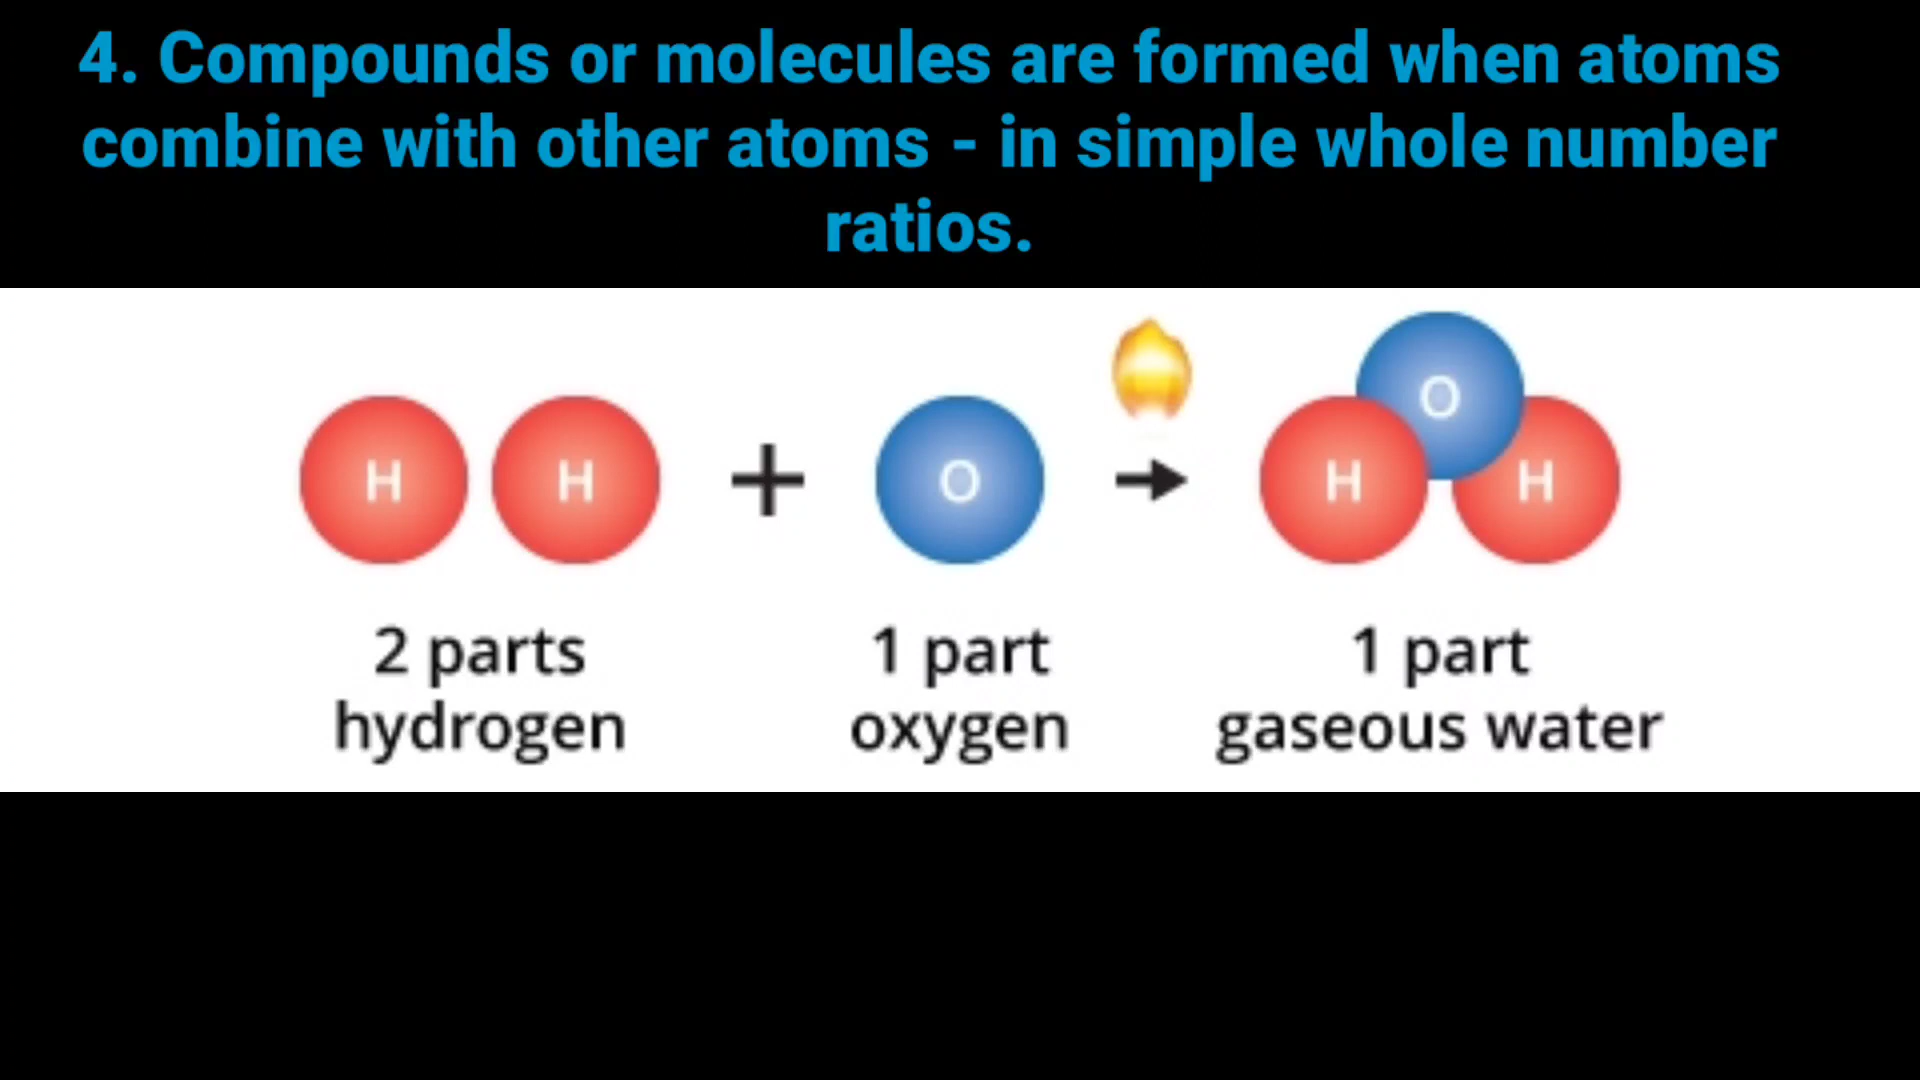 4. Compounds or molecules are formed when atoms
combine with other atoms - in simple whole number
ratios.
H H + O → H O H
2 parts
hydrogen
1 part
oxygen
1 part
gaseous water